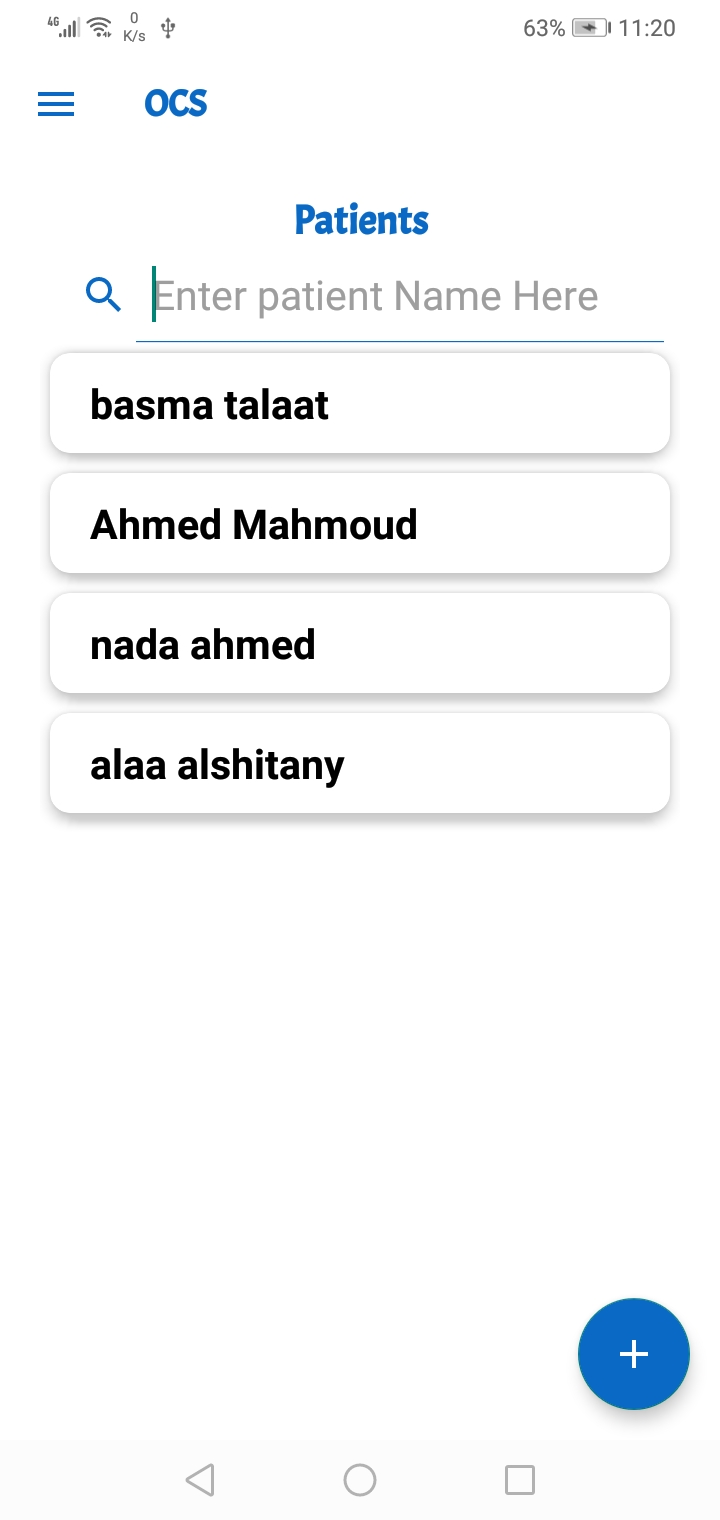 4G 0 K/s 63% 11:20
OCS
Patients
Enter patient Name Here
basma talaat
Ahmed Mahmoud
nada ahmed
alaa alshitany